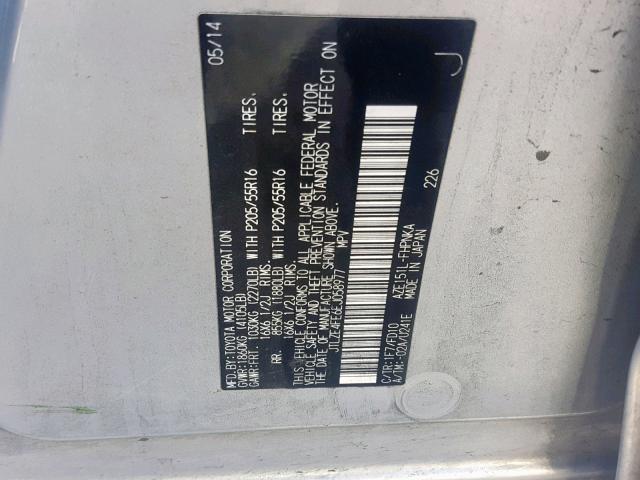 MFD.BY:TOYOTA MOTOR CORPORATION 05/14
GVWR:1860KG(4105LB)
GAWR:FRT. 1030KG(2270LB) WITH P205/55R16 TIRES.
16X6 1/2J RIMS.
RR. 855KG(1880LB) WITH P205/55R16 TIRES.
16X6 1/2J RIMS.
THIS VEHICLE CONFORMS TO ALL APPLICABLE FEDERAL MOTOR
VEHICLE SAFETY AND THEFT PREVENTION STANDARDS IN EFFECT ON
THE DATE OF MANUFACTURE SHOWN ABOVE.
JTLZE4FE6EJ058977 MPV
C/TR:1F7/FD10 AZE151L-FHPNKA
A/TM:-02A/U241E MADE IN JAPAN
226
J